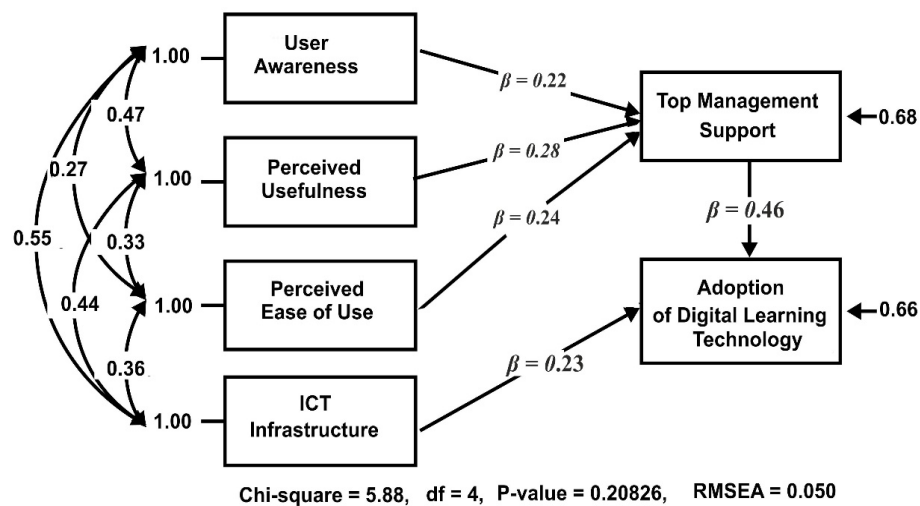 1.00
User
Awareness
β = 0.22
Top Management
Support
0.68
0.47
0.27
1.00
Perceived
Usefulness
β = 0.28
β = 0.24
β = 0.46
0.55
0.33
0.44
1.00
Perceived
Ease of Use
Adoption
of Digital Learning
Technology
0.66
0.36
β = 0.23
1.00
ICT
Infrastructure
Chi-square = 5.88, df = 4, P-value = 0.20826, RMSEA = 0.050